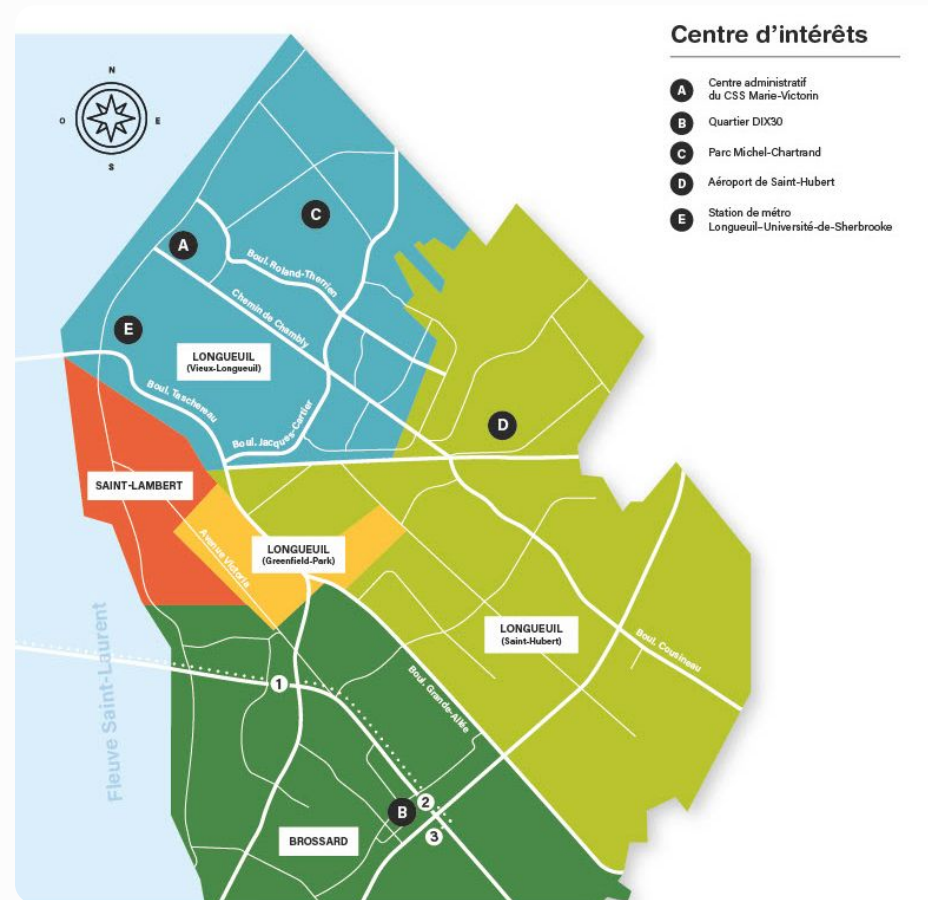 Centre d’intérêts
A
Centre administratif
du CSS Marie-Victorin
B
Quartier DIX30
C
Parc Michel-Chartrand
D
Aéroport de Saint-Hubert
E
Station de métro
Longueuil–Université-de-Sherbrooke
N
O
E
S
C
A
Boul. Roland-Therrien
Chemin de Chambly
E
LONGUEUIL
(Vieux-Longueuil)
Boul. Taschereau
Boul. Jacques-Cartier
D
SAINT-LAMBERT
Avenue Victoria
LONGUEUIL
(Greenfield-Park)
LONGUEUIL
(Saint-Hubert)
Boul. Cousineau
Fleuve Saint-Laurent
1
Boul. Grande-Allée
2
B
3
BROSSARD